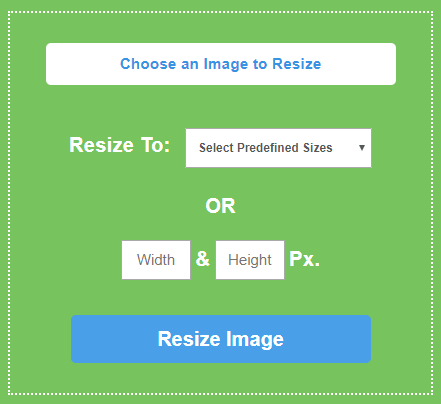 Choose an Image to Resize
Resize To: Select Predefined Sizes
OR
Width & Height Px.
Resize Image